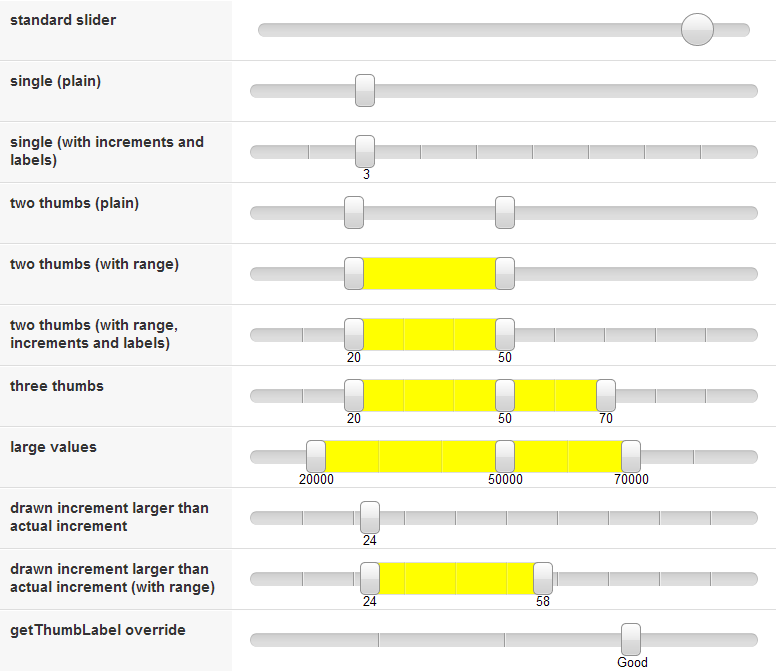 standard slider
single (plain)
single (with increments and
labels)
3
two thumbs (plain)
two thumbs (with range)
two thumbs (with range,
increments and labels)
20 50
three thumbs
20 50 70
large values
20000 50000 70000
drawn increment larger than
actual increment
24
drawn increment larger than
actual increment (with range)
24 58
getThumbLabel override
Good